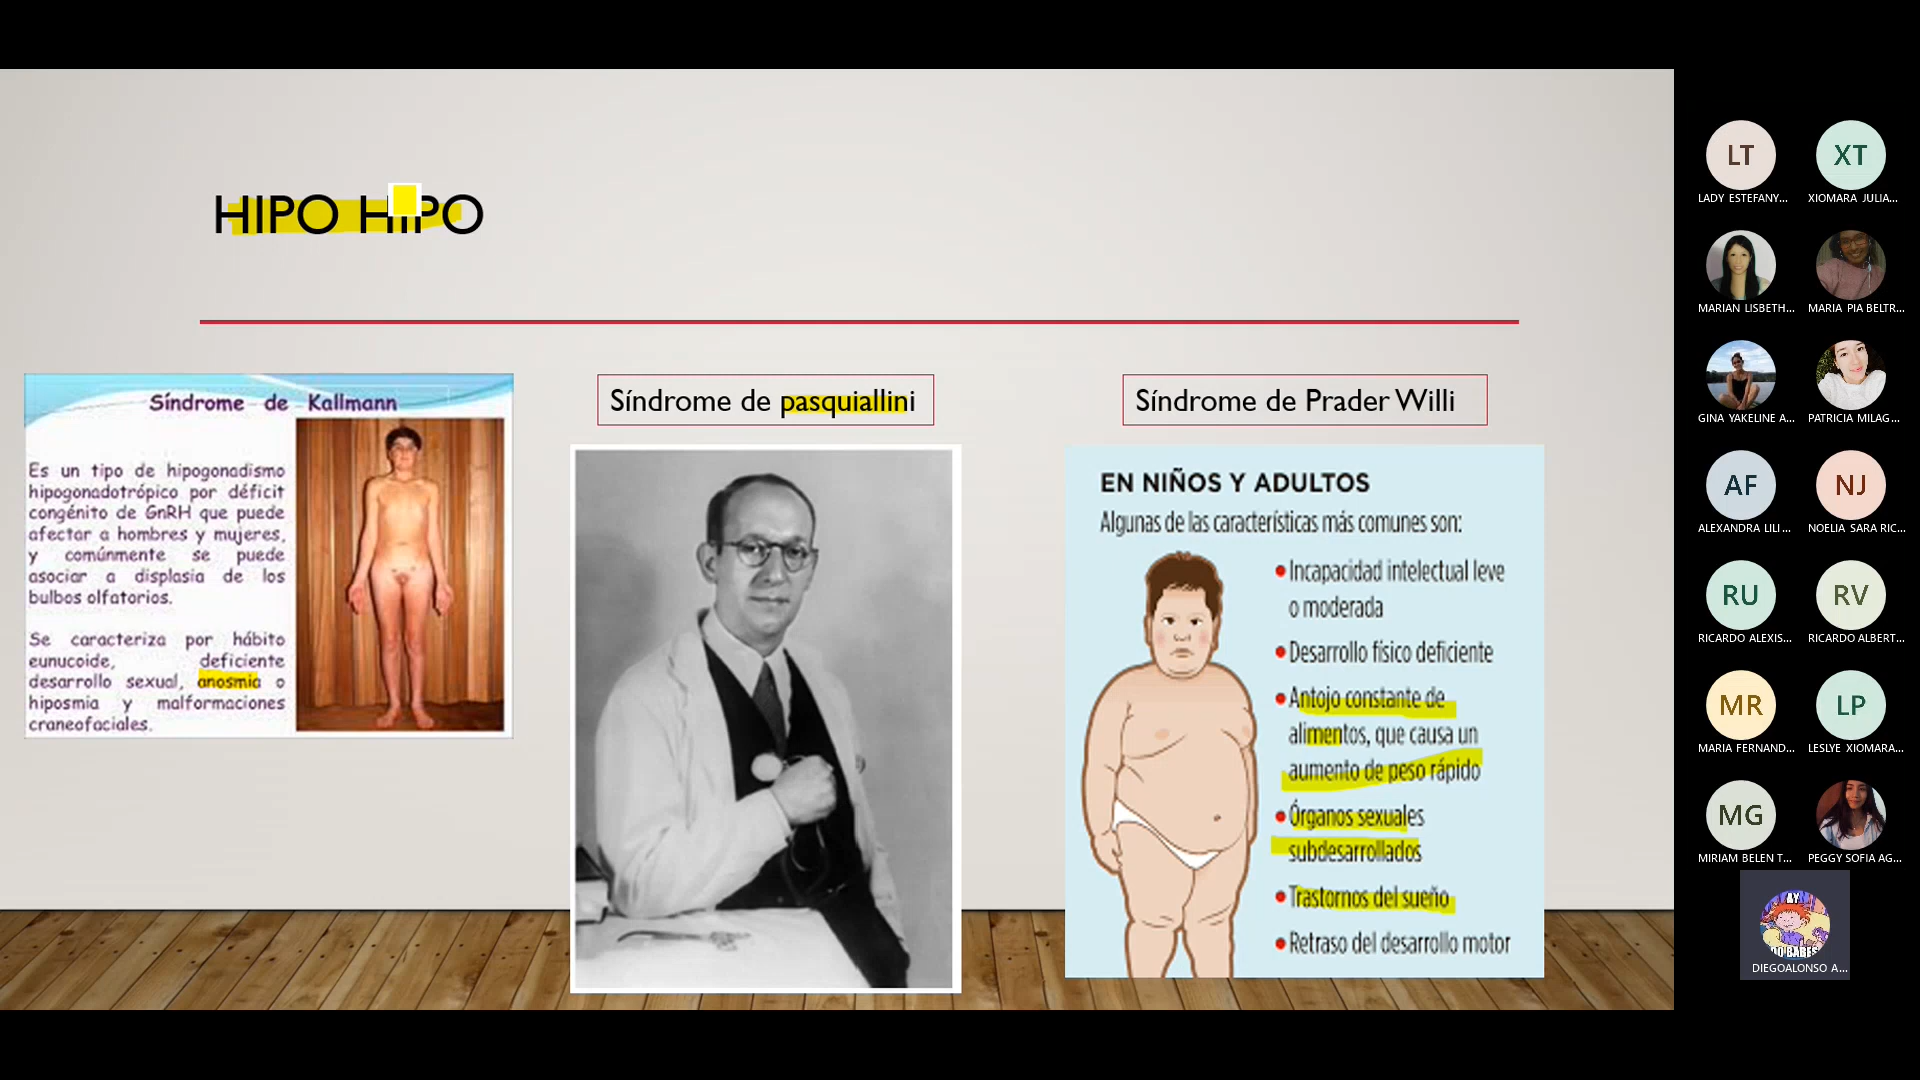 HIPO HIPO
Síndrome de Kallmann
Es un tipo de hipogonadismo
hipogonadotrópico por déficit
congénito de GnRH que puede
afectar a hombres y mujeres,
y comúnmente se puede
asociar a displasia de los
bulbos olfatorios.
Se caracteriza por hábito
eunucoide, deficiente
desarrollo sexual, anosmia o
hiposmia y malformaciones
craneofaciales.
Síndrome de pasquiallini
Síndrome de Prader Willi
EN NIÑOS Y ADULTOS
Algunas de las características más comunes son:
Incapacidad intelectual leve
o moderada
Desarrollo físico deficiente
Antojo constante de
alimentos, que causa un
aumento de peso rápido
Órganos sexuales
subdesarrollados
Trastornos del sueño
Retraso del desarrollo motor
LT
LADY ESTEFANY...
XT
XIOMARA JULIA...
MARIAN LISBETH...
MARIA PIA BELTR...
GINA YAKELINE A...
PATRICIA MILAG...
AF
ALEXANDRA LILI...
NJ
NOELIA SARA RIC...
RU
RICARDO ALEXIS...
RV
RICARDO ALBERT...
MR
MARIA FERNAND...
LP
LESLYE XIOMARA...
MG
MIRIAM BELEN T...
PEGGY SOFIA AG...
AY
DIEGOALONSO A...